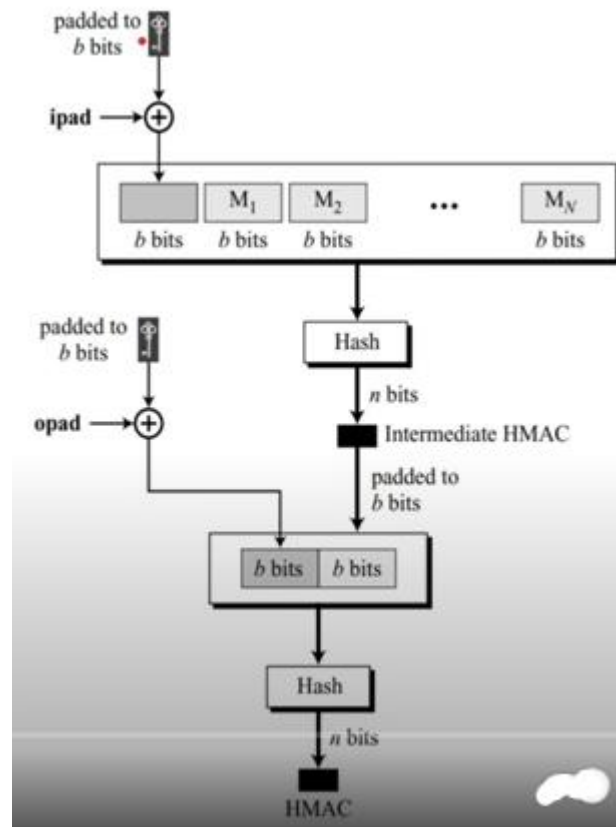 padded to
b bits
ipad
M1 M2 ••• MN
b bits b bits b bits b bits
Hash
padded to
b bits
n bits
opad
Intermediate HMAC
padded to
b bits
b bits b bits
Hash
n bits
HMAC